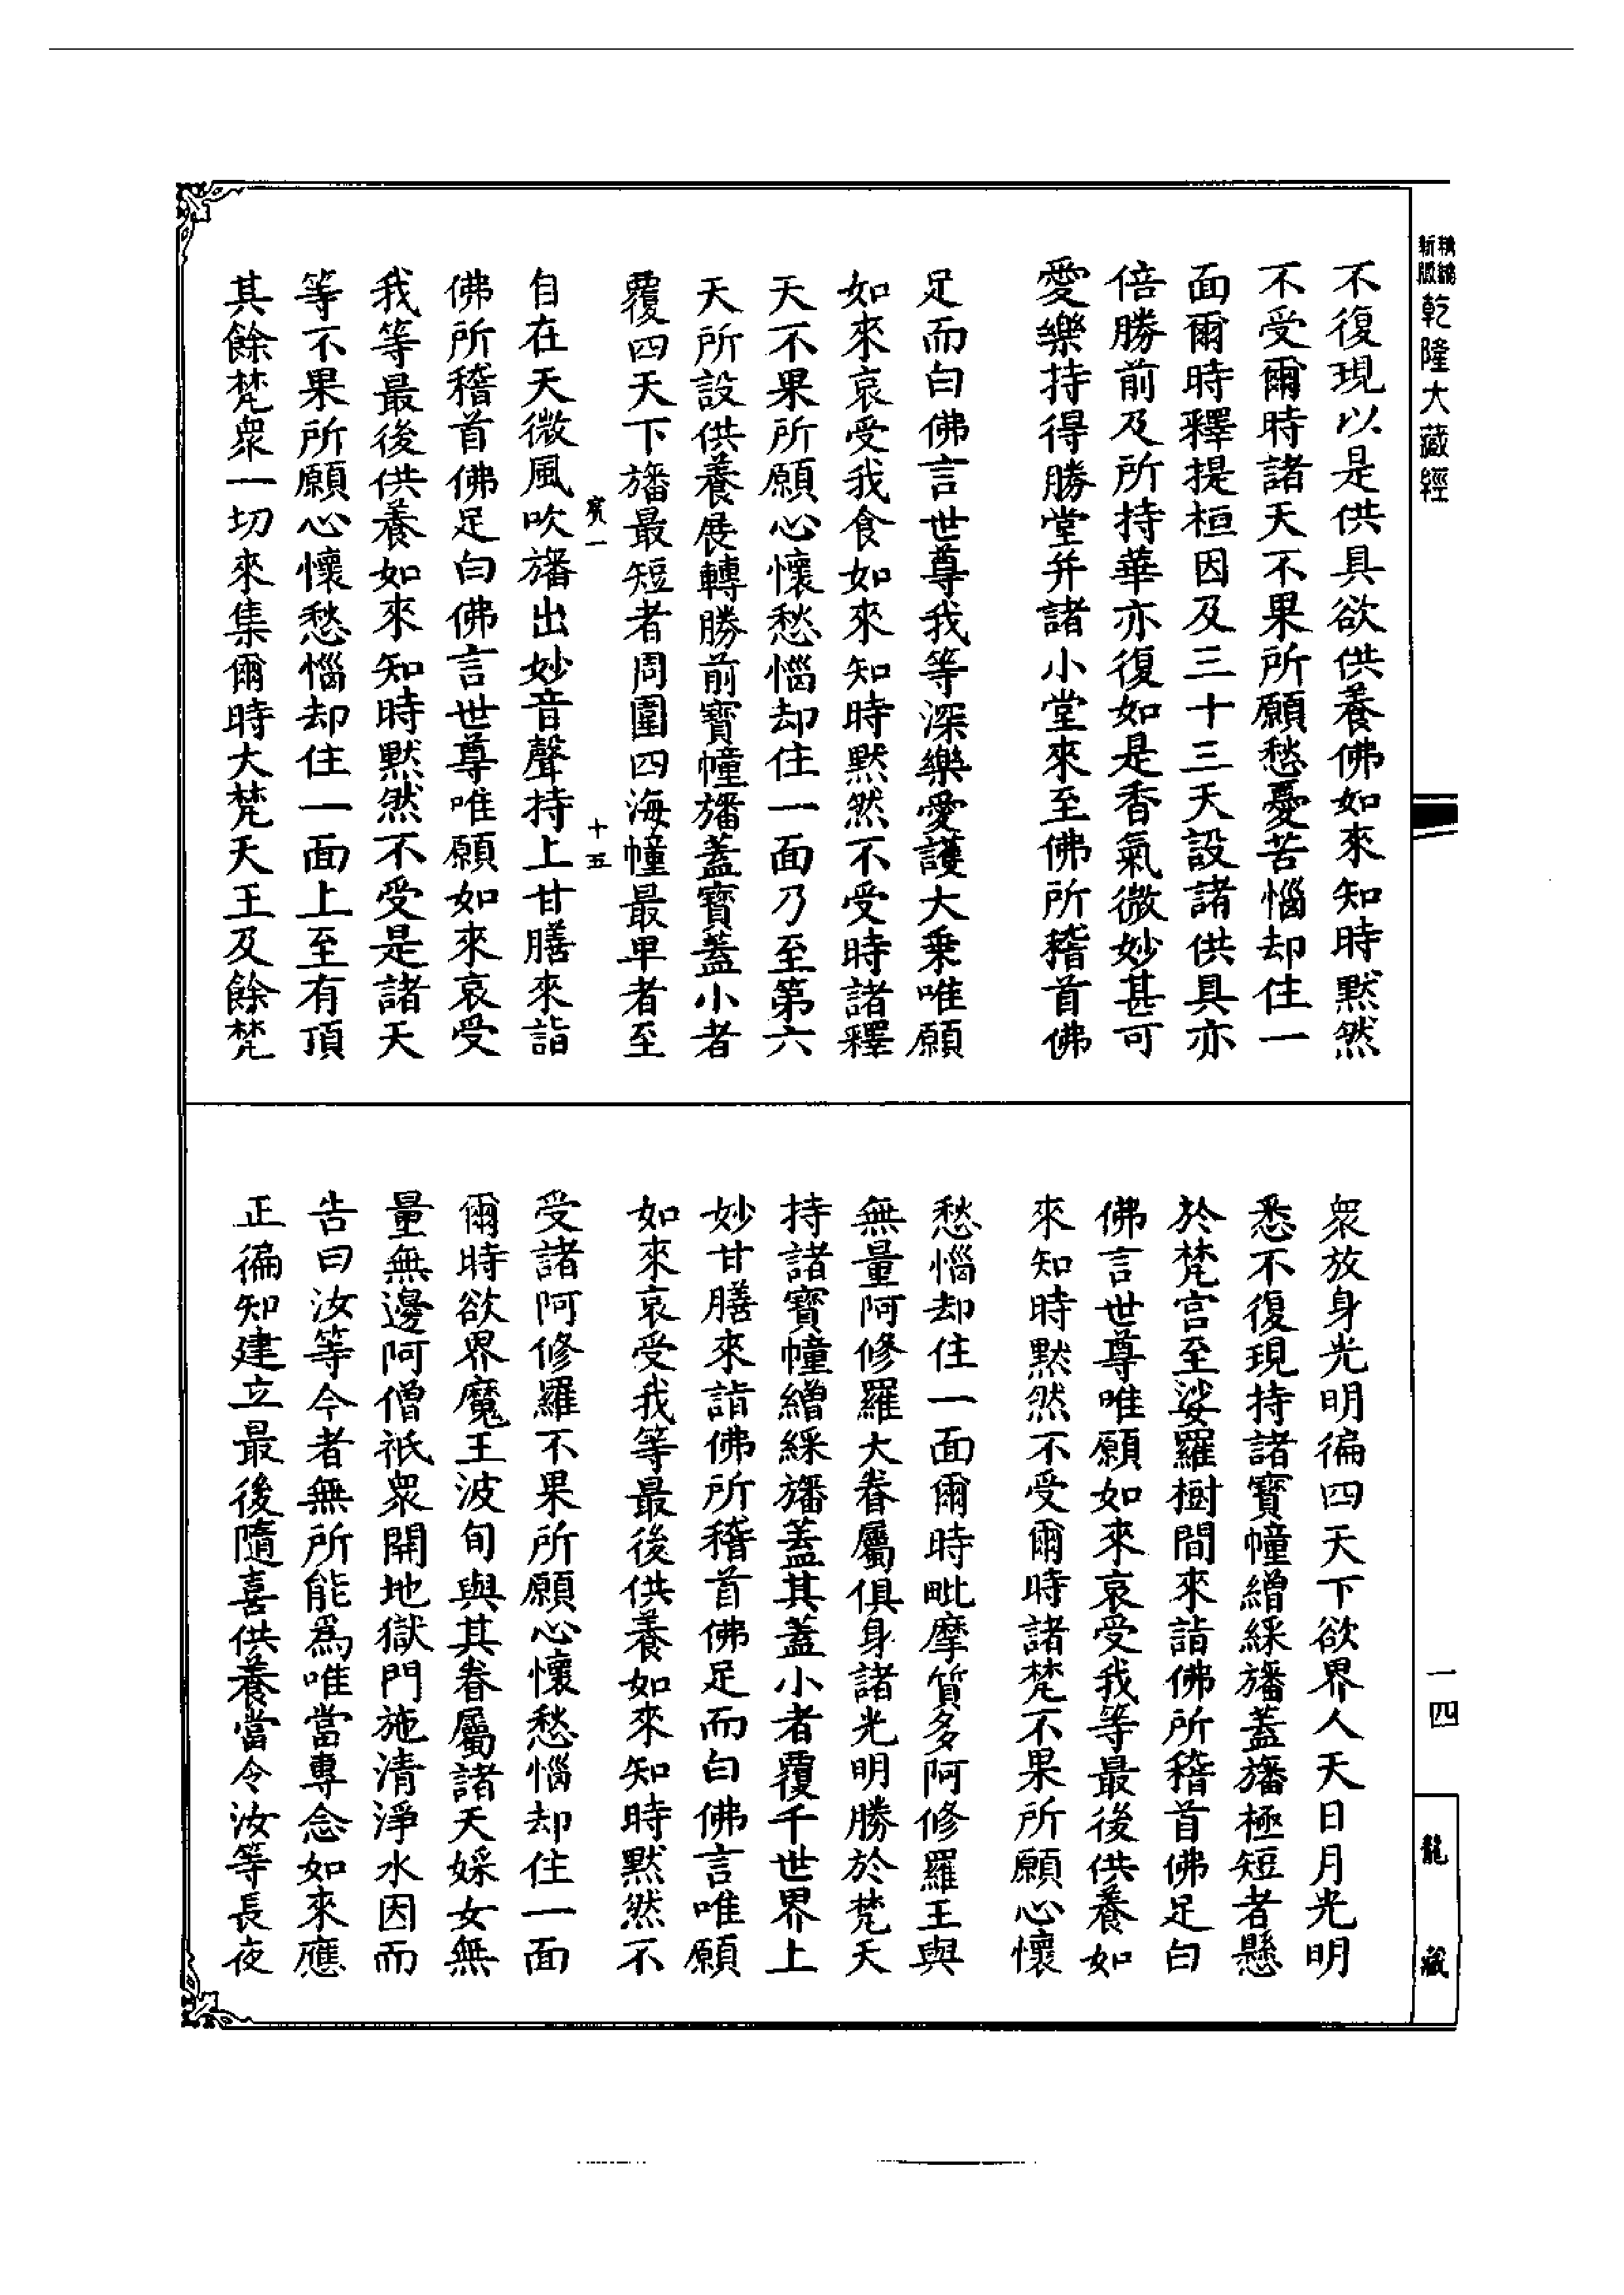 新版精縮乾隆大藏經
不復現以是供具欲供養佛如來知時默然
不受爾時諸天不果所願愁憂苦惱却住一
面爾時釋提桓因及三十三天設諸供具亦
倍勝前及所持華亦復如是香氣微妙甚可
愛樂持得勝堂并諸小堂來至佛所稽首佛
足而白佛言世尊我等深樂愛護大乗唯願
如來哀受我食如來知時默然不受時諸釋
天不果所願心懷愁惱却住一面乃至第六
天所設供養展轉勝前寶幢旛蓋寶蓋小者
覆四天下旛最短者周圍四海幢最卑者至
寳一 十五
自在天微風吹旛出妙音聲持上甘膳來詣
佛所稽首佛足白佛言世尊唯願如來哀受
我等最後供養如來知時默然不受是諸天
等不果所願心懷愁惱却住一面上至有頂
其餘梵衆一切來集爾時大梵天王及餘梵
衆放身光明徧四天下欲界人天日月光明
悉不復現持諸寶幢繒綵旛蓋旛極短者懸
於梵宫至娑羅樹間來詣佛所稽首佛足白
佛言世尊唯願如來哀受我等最後供養如
來知時默然不受爾時諸梵不果所願心懷
愁惱却住一面爾時毗摩質多阿修羅王與
無量阿修羅大眷屬俱身諸光明勝於梵天
持諸寶幢繒綵旛蓋其蓋小者覆千世界上
妙甘膳來詣佛所稽首佛足而白佛言唯願
如來哀受我等最後供養如來知時默然不
受諸阿修羅不果所願心懷愁惱却住一面
爾時欲界魔王波旬與其眷屬諸天婇女無
量無邊阿僧祇衆開地獄門施清淨水因而
告曰汝等今者無所能爲唯當專念如來應
正徧知建立最後隨喜供養當令汝等長夜
一四
龍藏